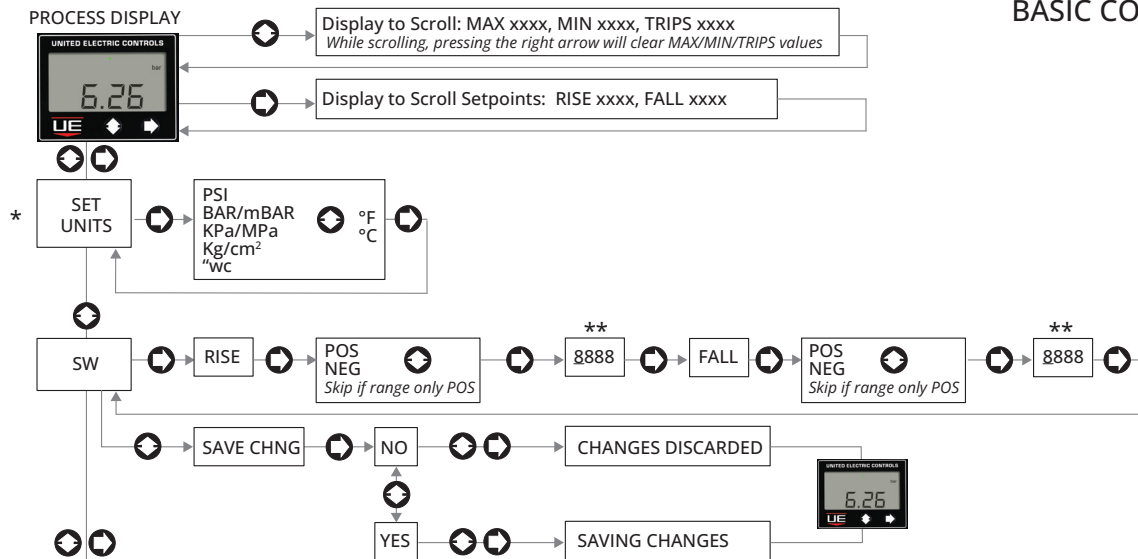 BASIC CO
PROCESS DISPLAY
UNITED ELECTRIC CONTROLS
bar
6.26
UE
Display to Scroll: MAX xxxx, MIN xxxx, TRIPS xxxx
While scrolling, pressing the right arrow will clear MAX/MIN/TRIPS values
Display to Scroll Setpoints: RISE xxxx, FALL xxxx
*
SET
UNITS
PSI
BAR/mBAR
KPa/MPa
Kg/cm²
“wc
°F
°C
SW
RISE
POS
NEG
Skip if range only POS
**
8888
FALL
POS
NEG
Skip if range only POS
**
8888
SAVE CHNG
NO
CHANGES DISCARDED
UNITED ELECTRIC CONTROLS
bar
6.26
UE
YES
SAVING CHANGES